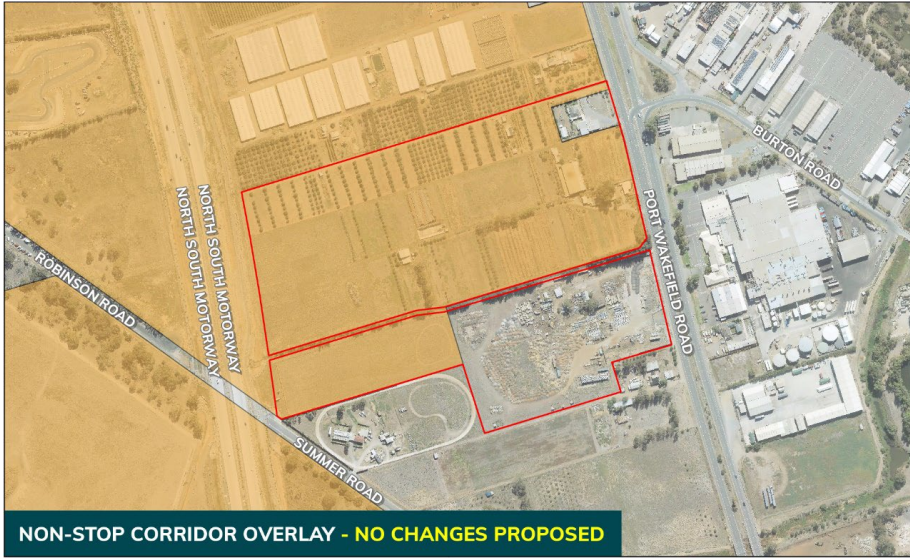 BURTON ROAD
PORT WAKEFIELD ROAD
NORTH SOUTH MOTORWAY
NORTH SOUTH MOTORWAY
ROBINSON ROAD
SUMMER ROAD
NON-STOP CORRIDOR OVERLAY - NO CHANGES PROPOSED